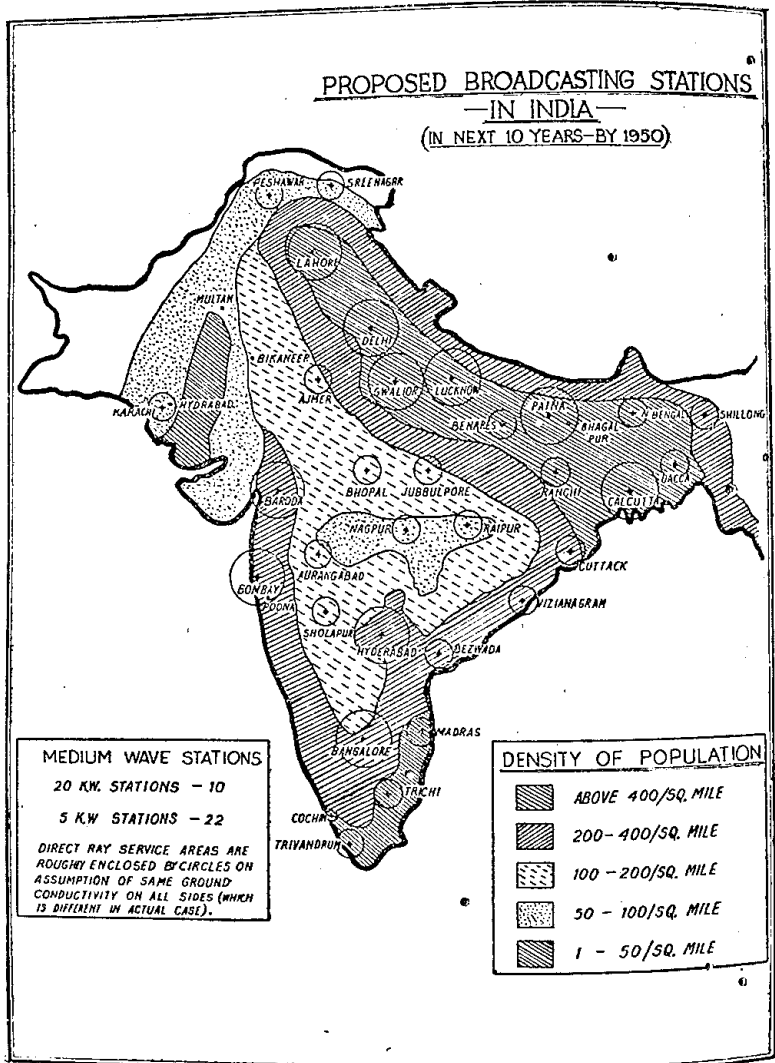 PROPOSED BROADCASTING STATIONS
—IN INDIA—
(IN NEXT 10 YEARS—BY 1950)
PESHAWAR
SREENAGAR
LAHORE
MULTAN
DELHI
BIKANEER
AJMER
GWALIOR
LUCKNOW
KARACHI
HYDRABAD
BENARES
PATNA
BHAGAL
PUR
N BENGAL
SHILLONG
BARODA
BHOPAL
JUBBULPORE
RANCHI
CALCUTTA
DACCA
NAGPUR
RAIPUR
AURANGABAD
CUTTACK
BOMBAY
POONA
SHOLAPUR
VIZIANAGRAM
HYDERABAD
BEZWADA
BANGALORE
MADRAS
TRICHI
COCHIN
TRIVANDRUM
MEDIUM WAVE STATIONS
20 KW. STATIONS – 10
5 KW STATIONS – 22
DIRECT RAY SERVICE AREAS ARE
ROUGHLY ENCLOSED BY CIRCLES ON
ASSUMPTION OF SAME GROUND
CONDUCTIVITY ON ALL SIDES (WHICH
IS DIFFERENT IN ACTUAL CASE).
DENSITY OF POPULATION
ABOVE 400/SQ. MILE
200–400/SQ. MILE
100–200/SQ. MILE
50 – 100/SQ. MILE
1 – 50/SQ. MILE